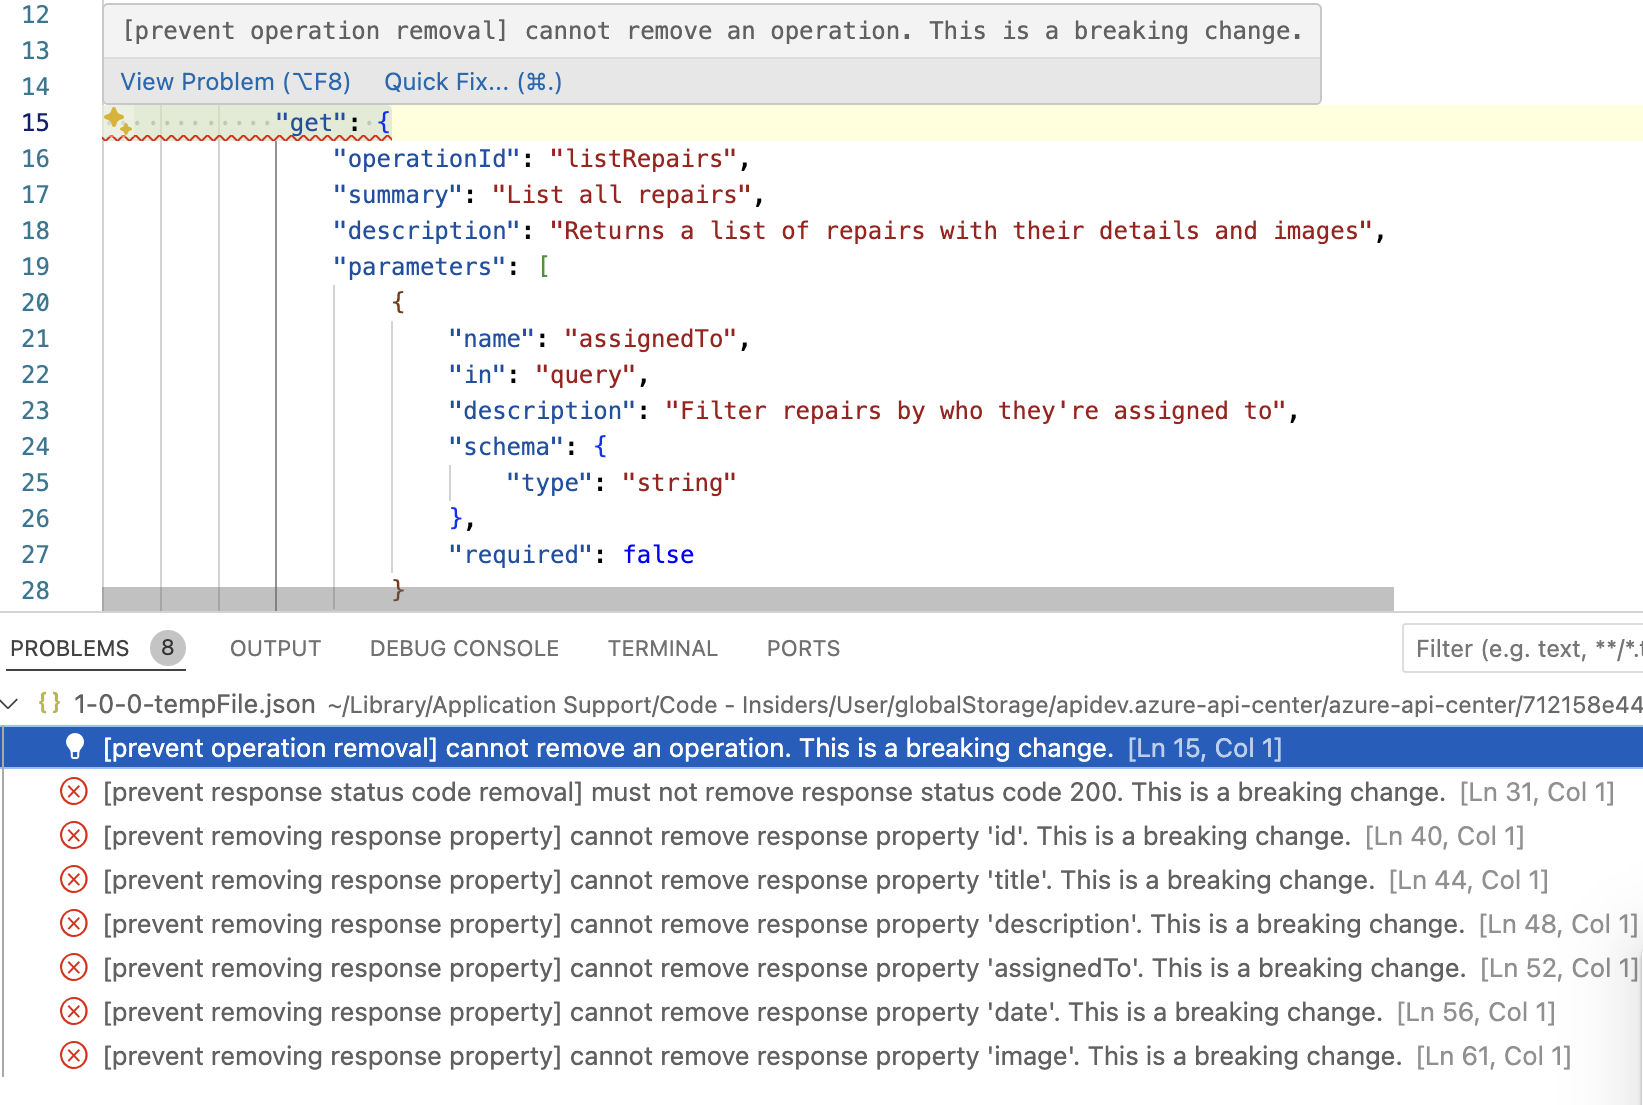 12
[prevent operation removal] cannot remove an operation. This is a breaking change.
13
14 View Problem (⌥F8) Quick Fix... (⌘.)
15 "get": {
16 "operationId": "listRepairs",
17 "summary": "List all repairs",
18 "description": "Returns a list of repairs with their details and images",
19 "parameters": [
20 {
21 "name": "assignedTo",
22 "in": "query",
23 "description": "Filter repairs by who they're assigned to",
24 "schema": {
25 "type": "string"
26 },
27 "required": false
28 }
PROBLEMS 8 OUTPUT DEBUG CONSOLE TERMINAL PORTS Filter (e.g. text, **/*.t
{} 1-0-0-tempFile.json ~/Library/Application Support/Code - Insiders/User/globalStorage/apidev.azure-api-center/azure-api-center/712158e44
[prevent operation removal] cannot remove an operation. This is a breaking change. [Ln 15, Col 1]
[prevent response status code removal] must not remove response status code 200. This is a breaking change. [Ln 31, Col 1]
[prevent removing response property] cannot remove response property 'id'. This is a breaking change. [Ln 40, Col 1]
[prevent removing response property] cannot remove response property 'title'. This is a breaking change. [Ln 44, Col 1]
[prevent removing response property] cannot remove response property 'description'. This is a breaking change. [Ln 48, Col 1]
[prevent removing response property] cannot remove response property 'assignedTo'. This is a breaking change. [Ln 52, Col 1]
[prevent removing response property] cannot remove response property 'date'. This is a breaking change. [Ln 56, Col 1]
[prevent removing response property] cannot remove response property 'image'. This is a breaking change. [Ln 61, Col 1]